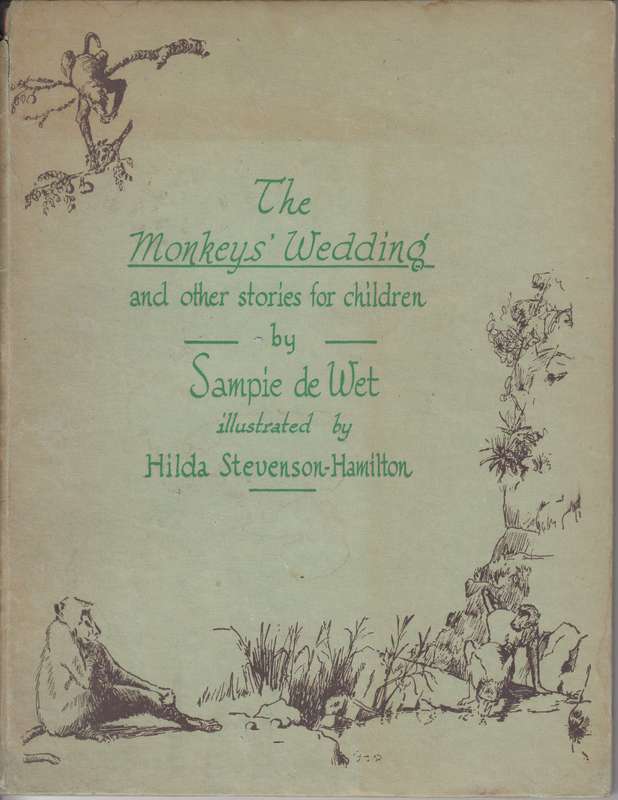 The
Monkeys' Wedding
and other stories for children
by
Sampie de Wet
illustrated by
Hilda Stevenson-Hamilton